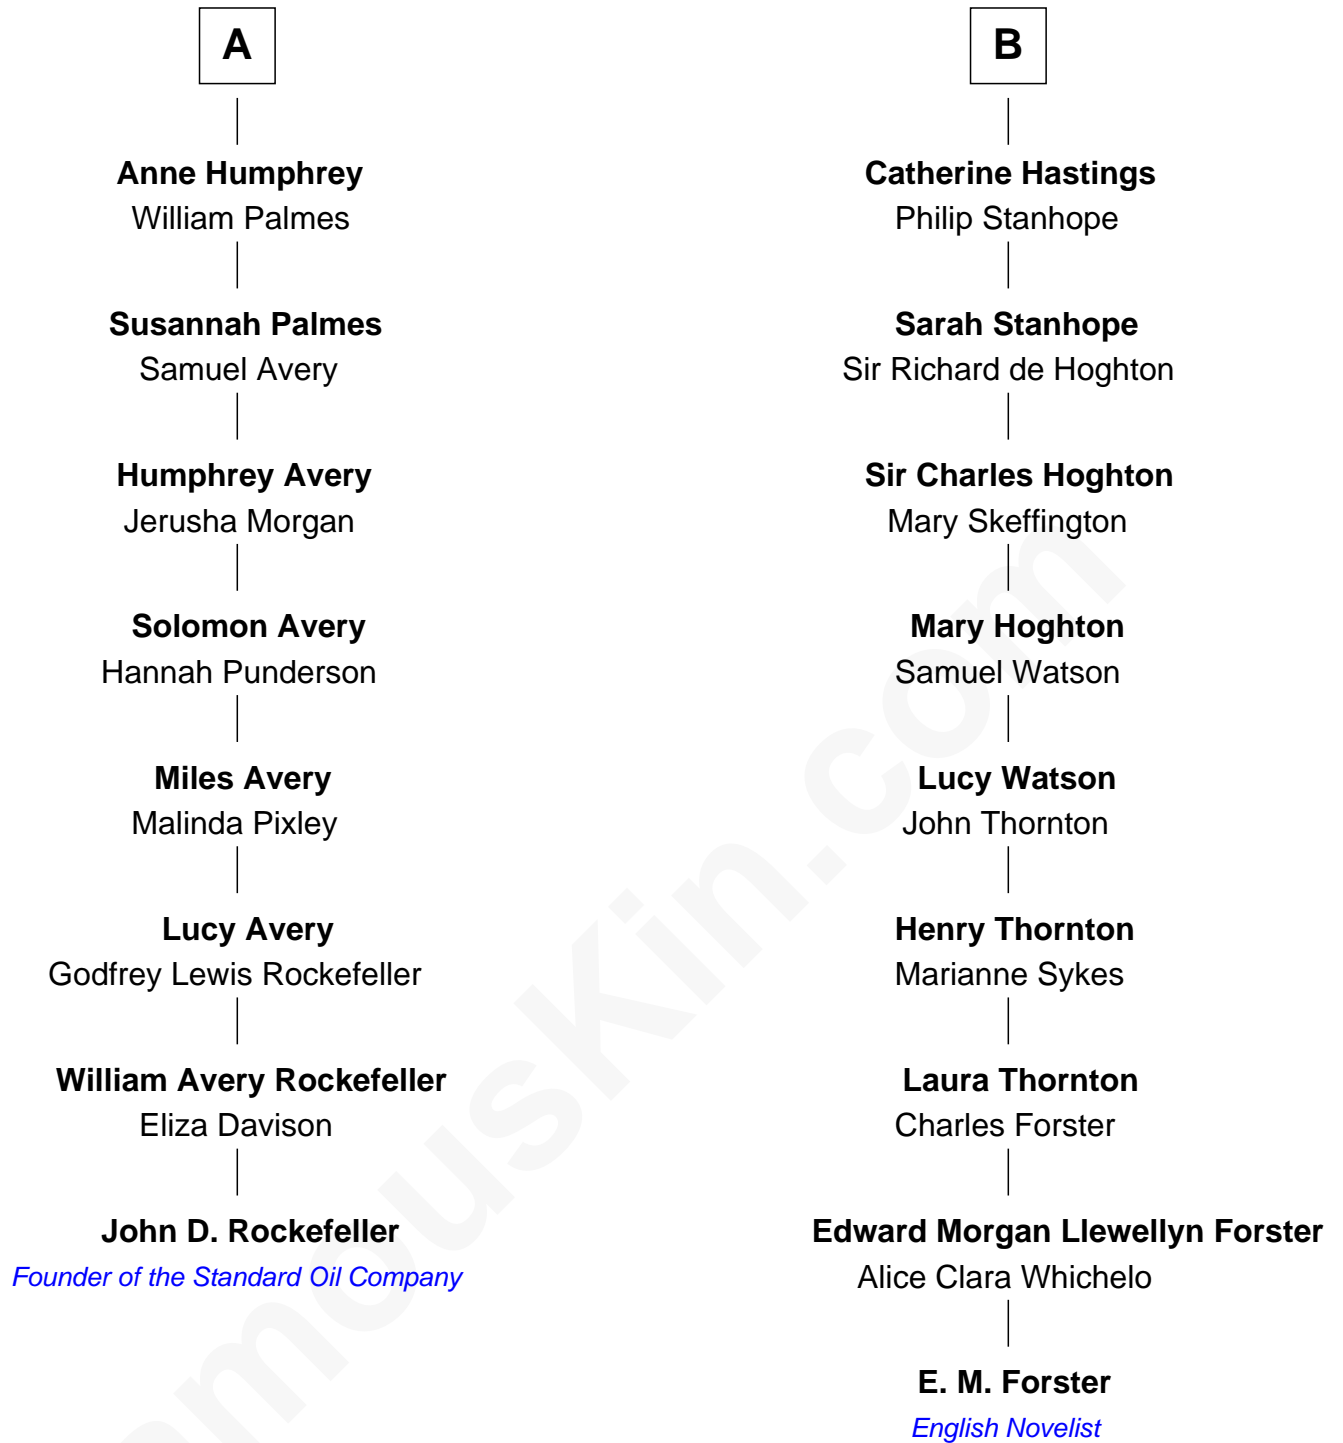 A
Anne Humphrey
William Palmes
Susannah Palmes
Samuel Avery
Humphrey Avery
Jerusha Morgan
Solomon Avery
Hannah Punderson
Miles Avery
Malinda Pixley
Lucy Avery
Godfrey Lewis Rockefeller
William Avery Rockefeller
Eliza Davison
John D. Rockefeller
Founder of the Standard Oil Company
B
Catherine Hastings
Philip Stanhope
Sarah Stanhope
Sir Richard de Hoghton
Sir Charles Hoghton
Mary Skeffington
Mary Hoghton
Samuel Watson
Lucy Watson
John Thornton
Henry Thornton
Marianne Sykes
Laura Thornton
Charles Forster
Edward Morgan Llewellyn Forster
Alice Clara Whichelo
E. M. Forster
English Novelist
amousKin.com